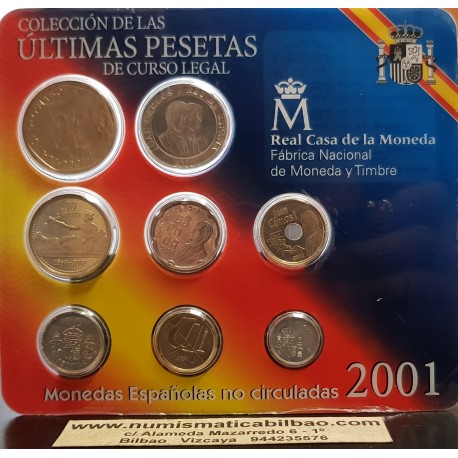 COLECCIÓN DE LAS
ÚLTIMAS PESETAS
DE CURSO LEGAL
M
Real Casa de la Moneda
Fábrica Nacional
de Moneda y Timbre
Monedas Españolas no circuladas 2001
www.numismaticabilbao.com
c/ Alameda Mazarredo 6 - 1º
Bilbao Vizcaya 944235576